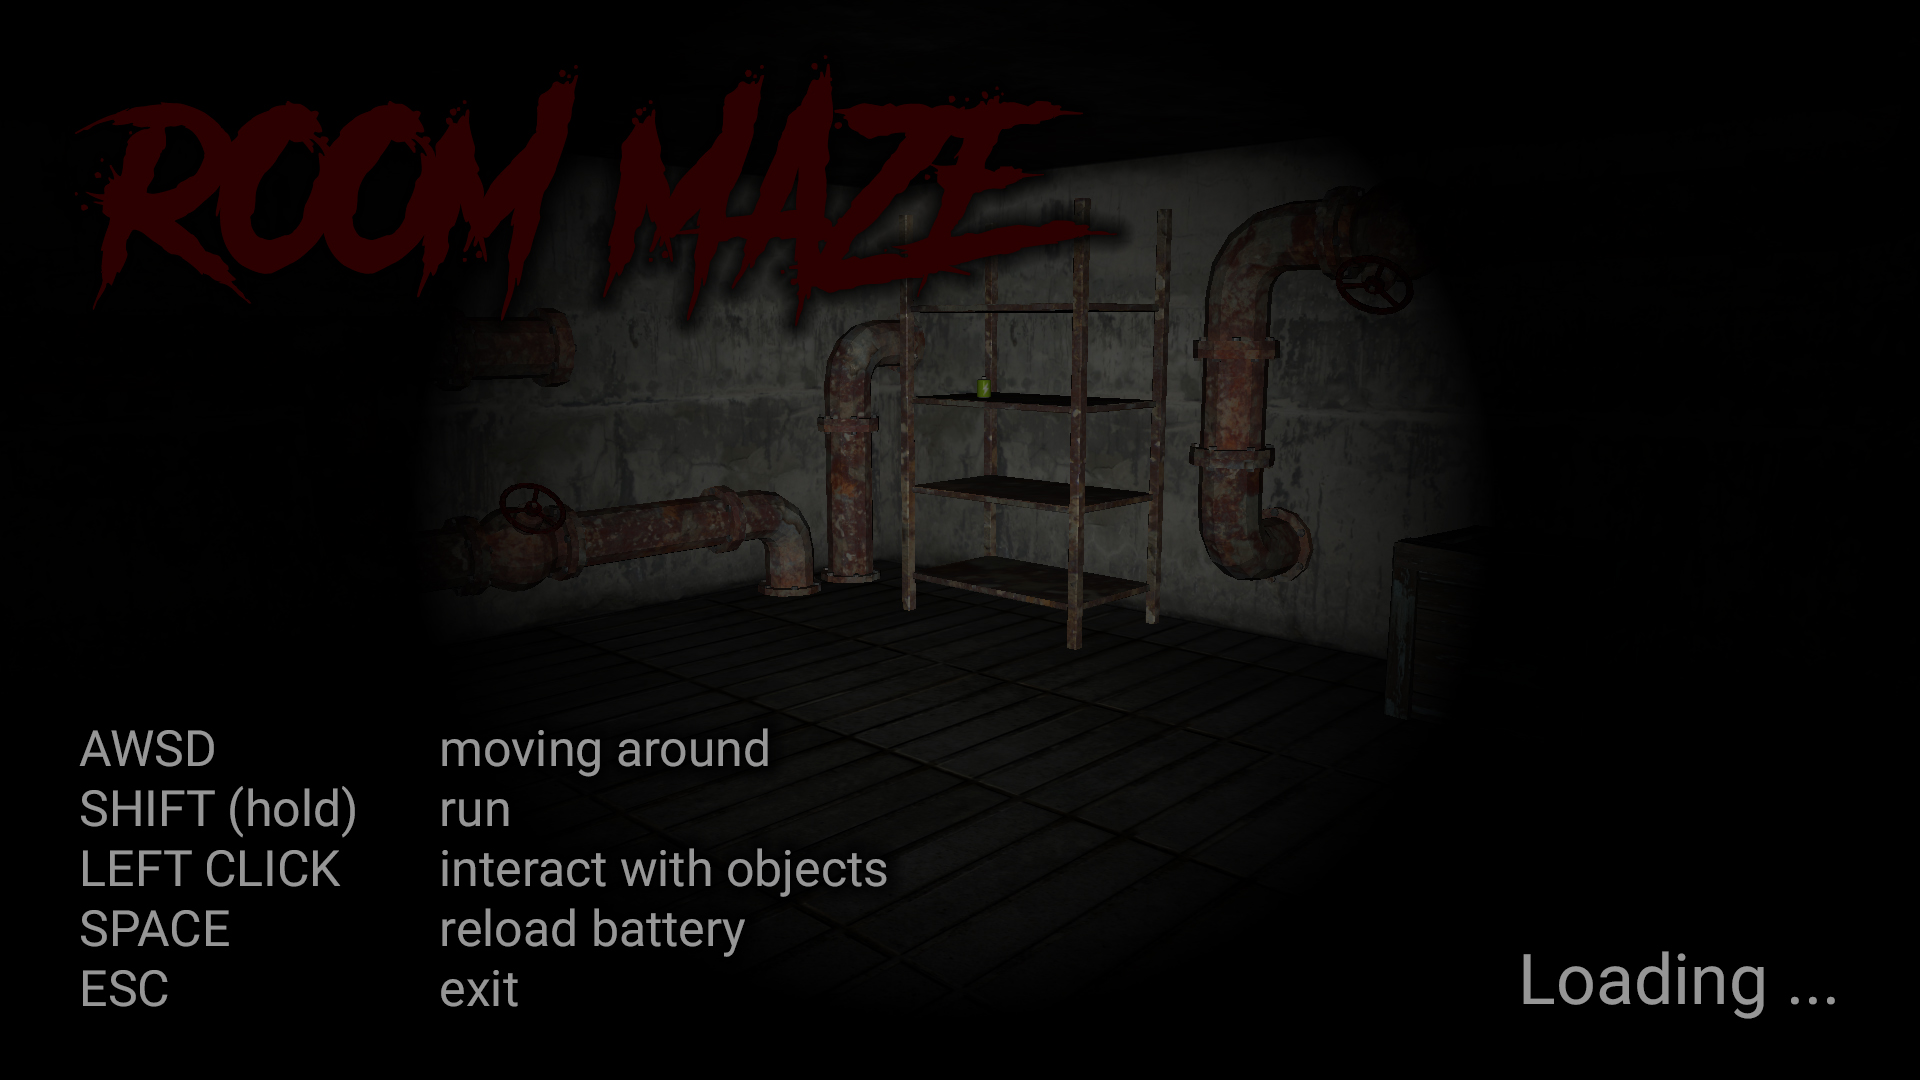 ROOM MAZE
AWSD moving around
SHIFT (hold) run
LEFT CLICK interact with objects
SPACE reload battery
ESC exit
Loading ...